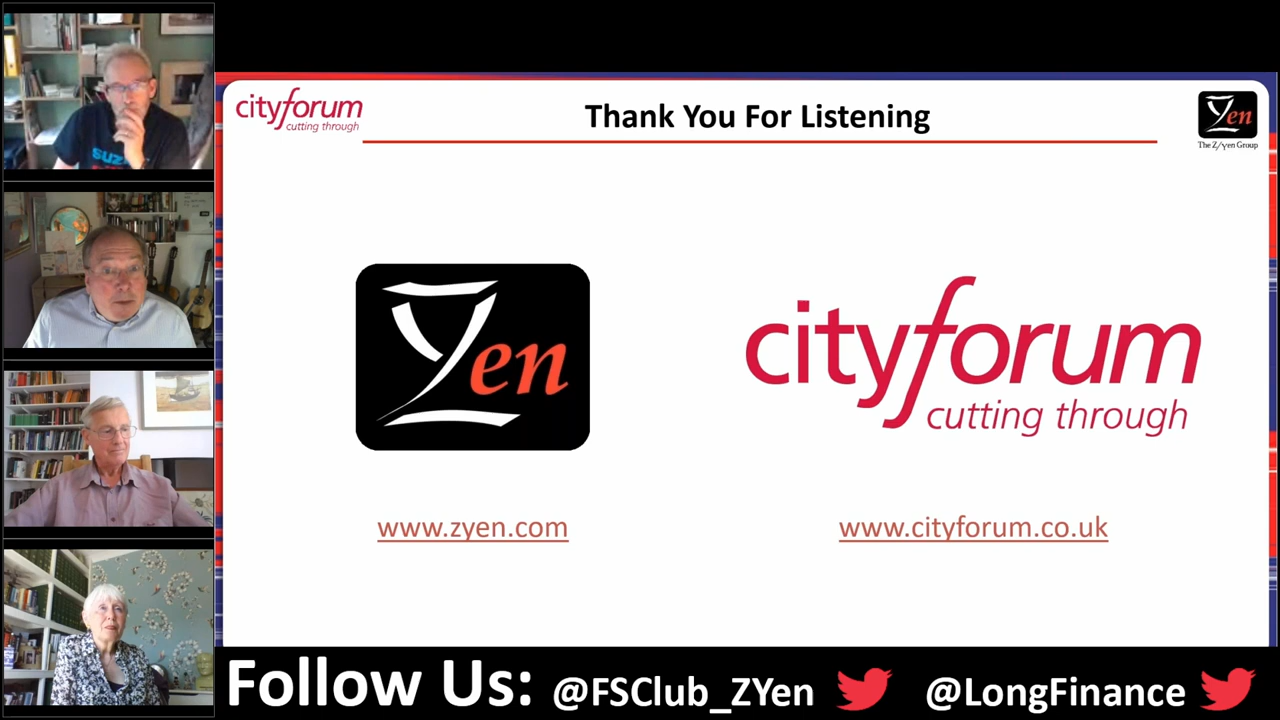 SUZ
cityforum
cutting through
Thank You For Listening
Zen
The Z/Yen Group
Zen
cityforum
cutting through
www.zyen.com
www.cityforum.co.uk
Follow Us: @FSClub_ZYen @LongFinance